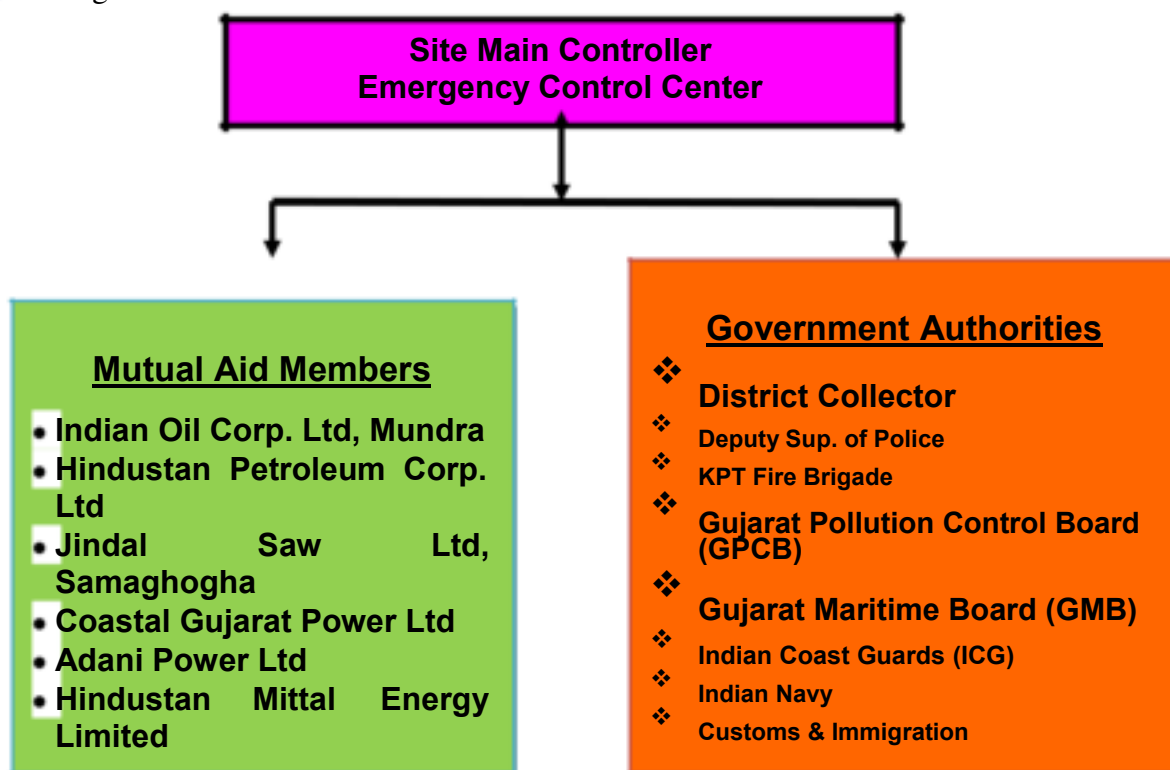 Site Main Controller
Emergency Control Center
Mutual Aid Members
• Indian Oil Corp. Ltd, Mundra
• Hindustan Petroleum Corp.
Ltd
• Jindal Saw Ltd,
Samaghogha
• Coastal Gujarat Power Ltd
• Adani Power Ltd
• Hindustan Mittal Energy
Limited
Government Authorities
❖ District Collector
❖ Deputy Sup. of Police
❖ KPT Fire Brigade
❖ Gujarat Pollution Control Board
(GPCB)
❖ Gujarat Maritime Board (GMB)
❖ Indian Coast Guards (ICG)
❖ Indian Navy
❖ Customs & Immigration